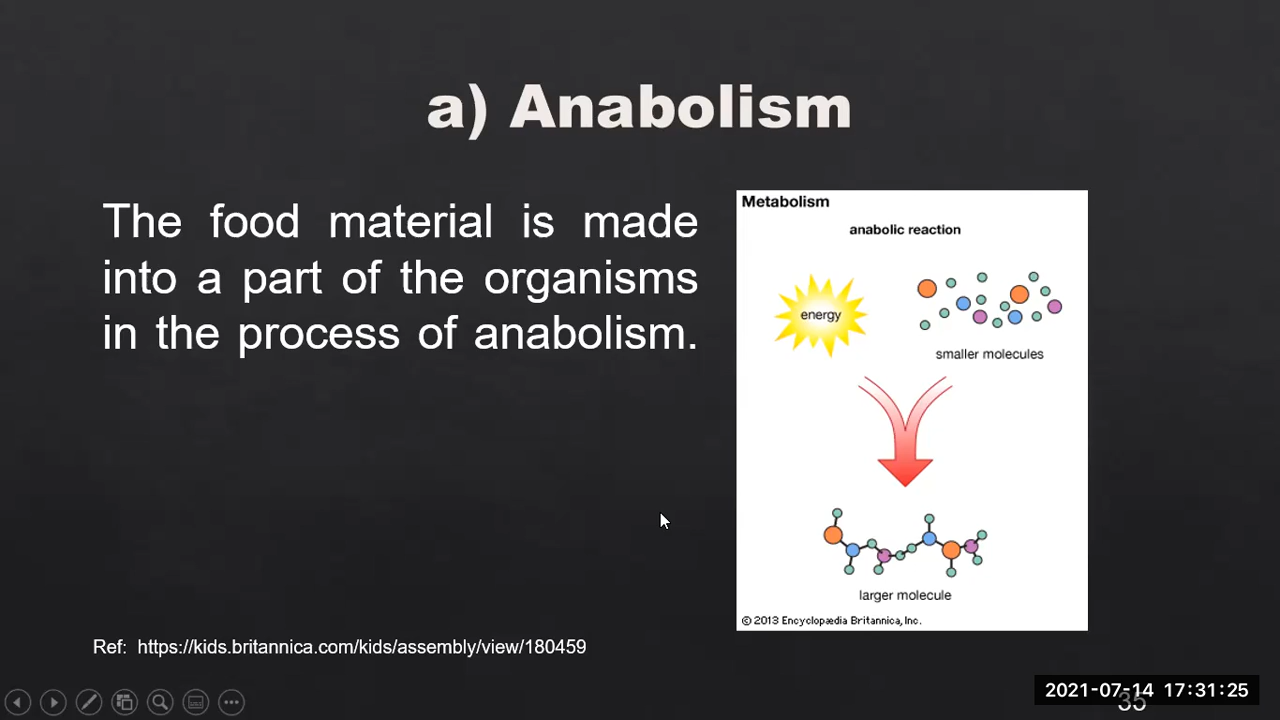 a) Anabolism
The food material is made
into a part of the organisms
in the process of anabolism.
Metabolism
anabolic reaction
energy
smaller molecules
larger molecule
© 2013 Encyclopædia Britannica, Inc.
Ref: https://kids.britannica.com/kids/assembly/view/180459
2021-07-14 17:31:25
35